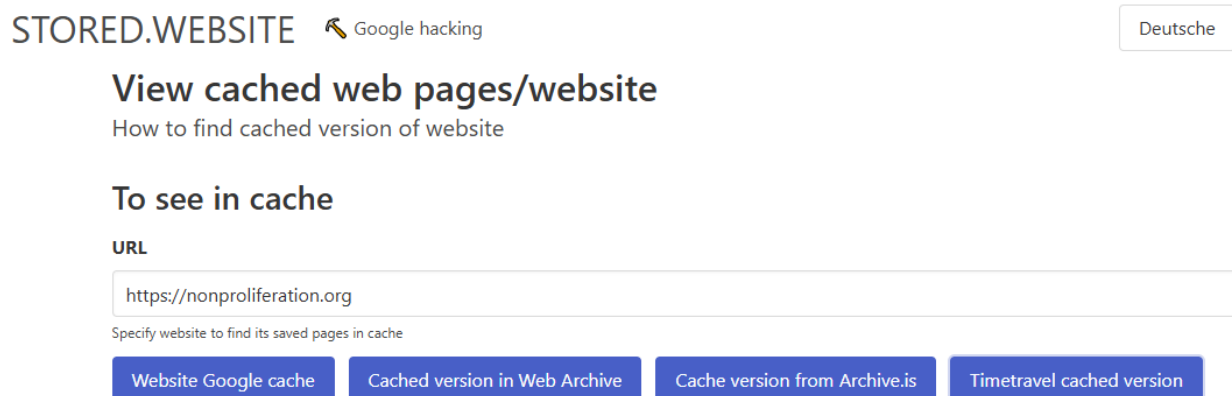 STORED.WEBSITE Google hacking Deutsche
View cached web pages/website
How to find cached version of website
To see in cache
URL
https://nonproliferation.org
Specify website to find its saved pages in cache
Website Google cache Cached version in Web Archive Cache version from Archive.is Timetravel cached version